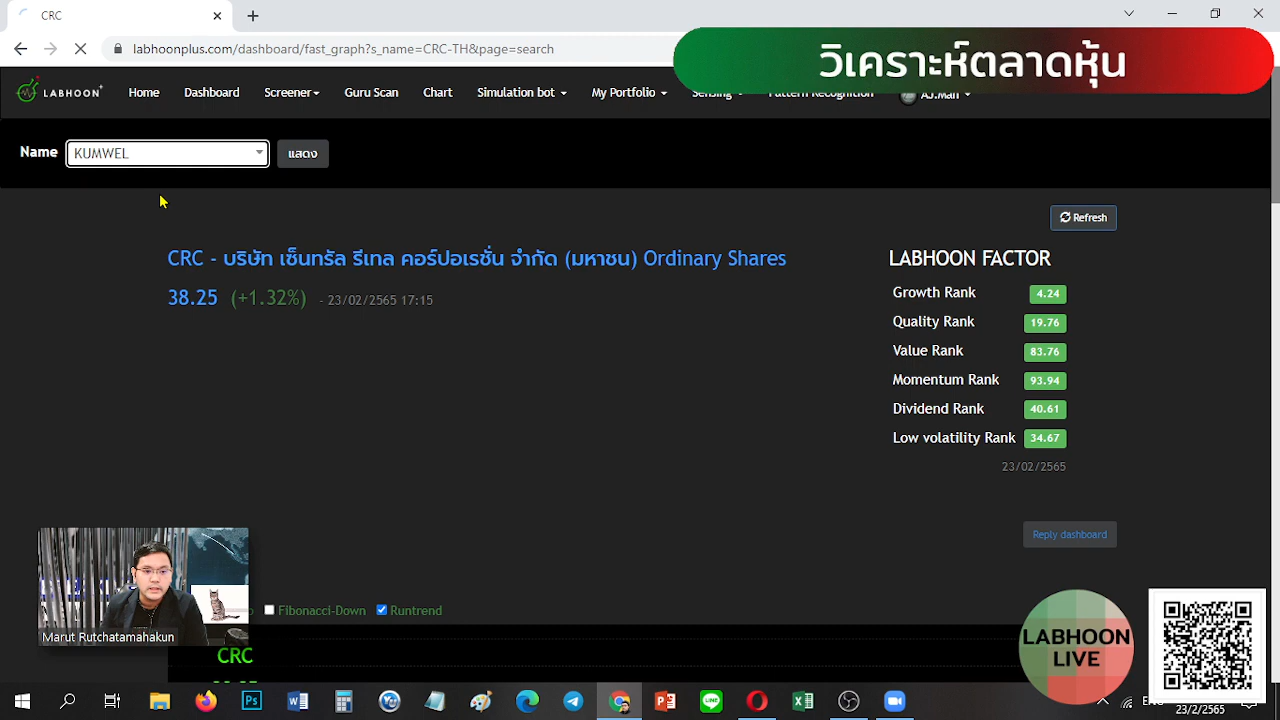 CRC
labhoonplus.com/dashboard/fast_graph?s_name=CRC-TH&page=search
วิเคราะห์ตลาดหุ้น
LABHOON+ Home Dashboard Screener Guru Scan Chart Simulation bot My Portfolio Sensing Pattern Recognition AJ.Man
Name KUMWEL แสดง
Refresh
CRC - บริษัท เซ็นทรัล รีเทล คอร์ปอเรชั่น จำกัด (มหาชน) Ordinary Shares
38.25 (+1.32%) - 23/02/2565 17:15
LABHOON FACTOR
Growth Rank 4.24
Quality Rank 19.76
Value Rank 83.76
Momentum Rank 93.94
Dividend Rank 40.61
Low volatility Rank 34.67
23/02/2565
Reply dashboard
Fibonacci-Down Runtrend
Marut Rutchatamahakun
CRC
LABHOON
LIVE
23/2/2565